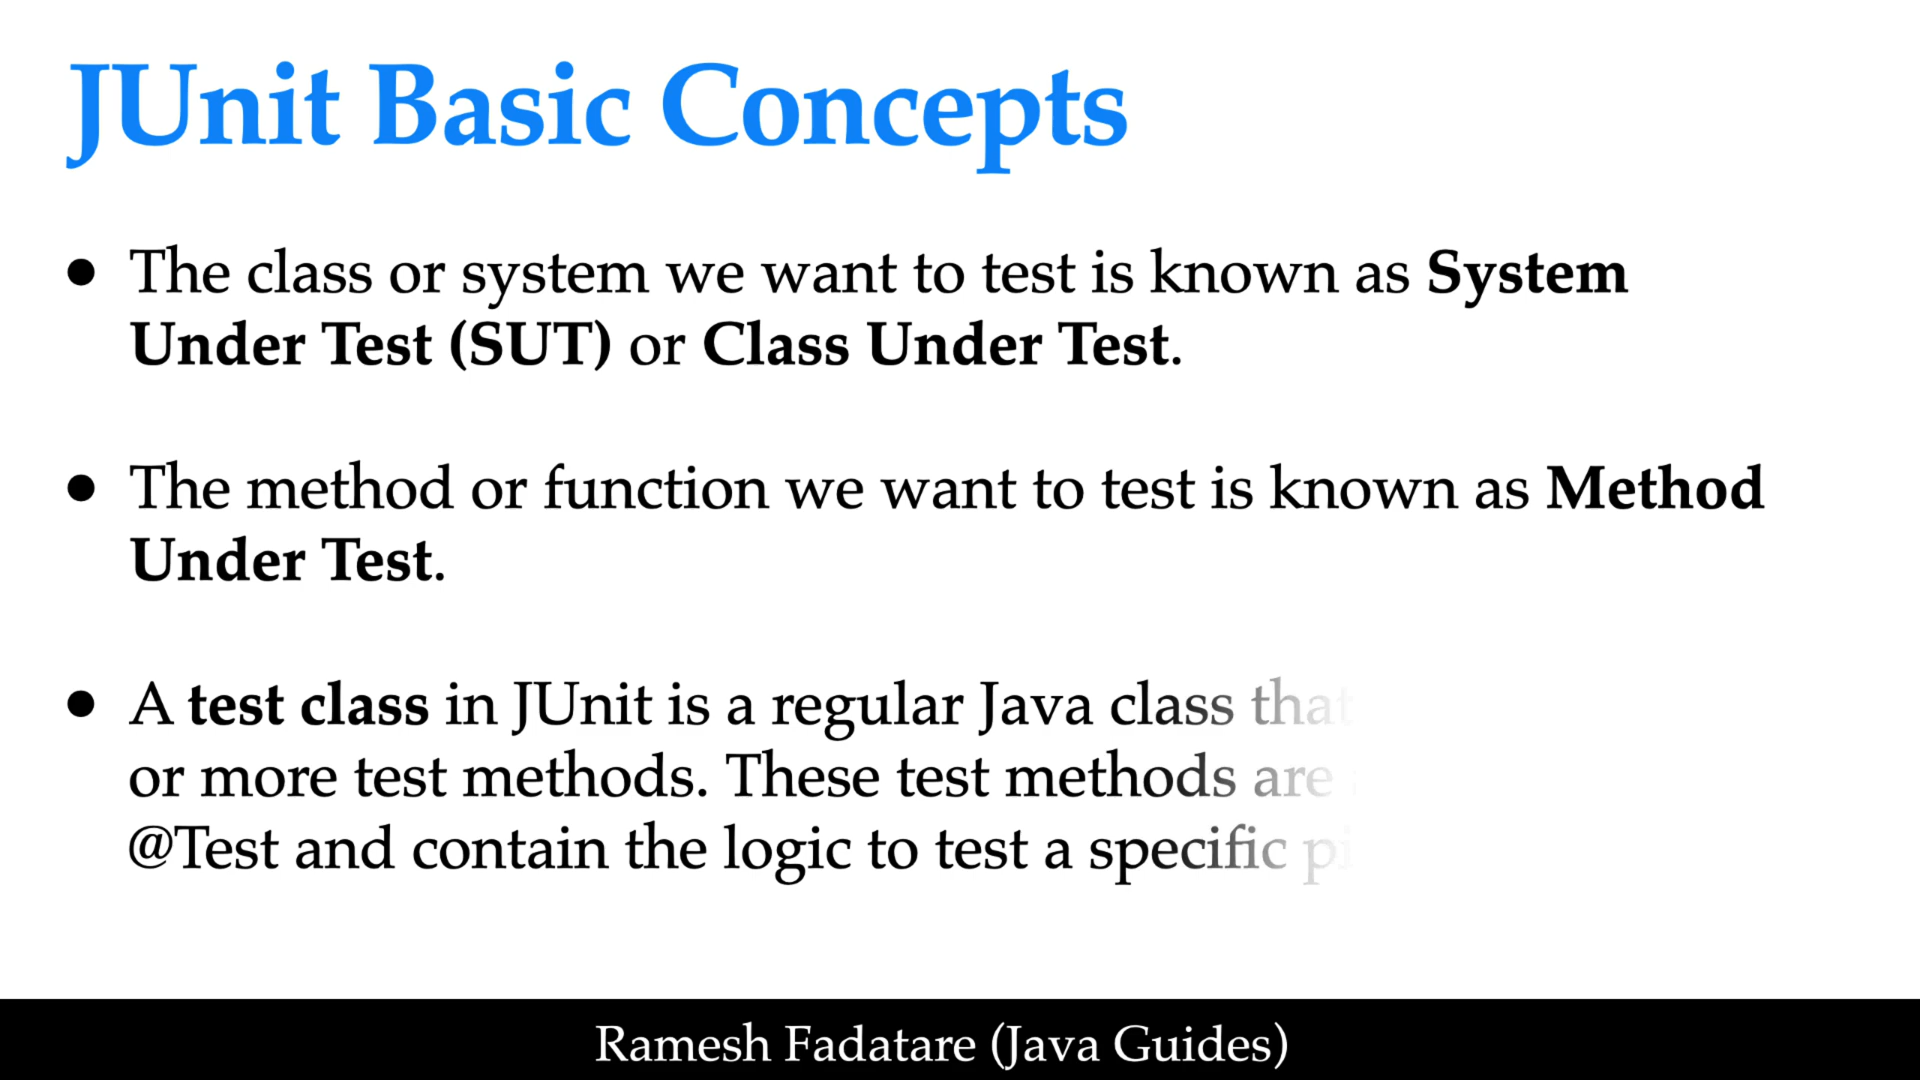 JUnit Basic Concepts
• The class or system we want to test is known as System
Under Test (SUT) or Class Under Test.
• The method or function we want to test is known as Method
Under Test.
• A test class in JUnit is a regular Java class that
or more test methods. These test methods are
@Test and contain the logic to test a specific
Ramesh Fadatare (Java Guides)